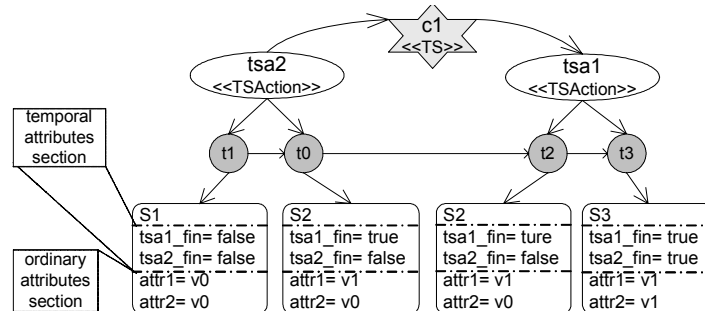 c1
<<TS>>
tsa2
<<TSAction>>
tsa1
<<TSAction>>
temporal
attributes
section
t1
t0
t2
t3
S1
tsa1_fin= false
tsa2_fin= false
attr1= v0
attr2= v0
S2
tsa1_fin= true
tsa2_fin= false
attr1= v1
attr2= v0
S2
tsa1_fin= ture
tsa2_fin= false
attr1= v1
attr2= v0
S3
tsa1_fin= true
tsa2_fin= true
attr1= v1
attr2= v1
ordinary
attributes
section